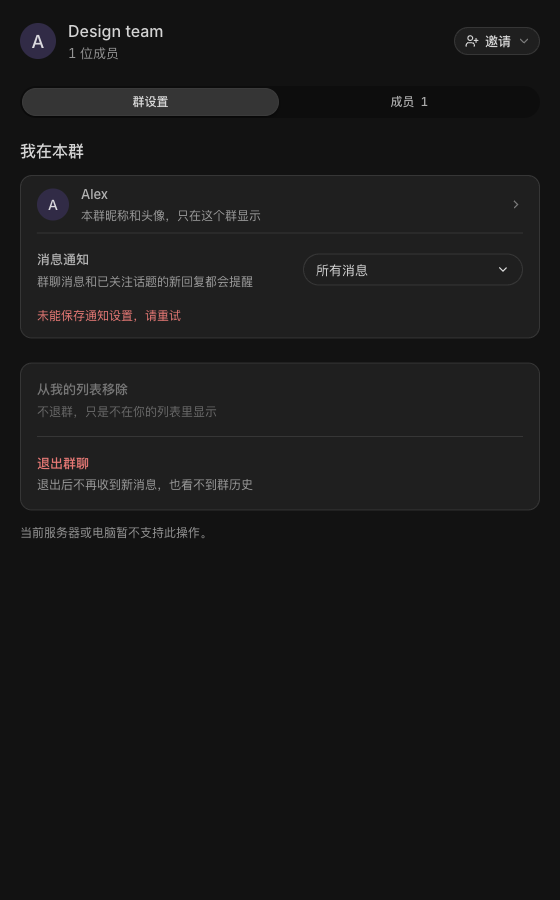 A
Design team
1 位成员
邀请
群设置
成员 1
我在本群
A
Alex
本群昵称和头像，只在这个群显示
消息通知
群聊消息和已关注话题的新回复都会提醒
所有消息
未能保存通知设置，请重试
从我的列表移除
不退群，只是不在你的列表里显示
退出群聊
退出后不再收到新消息，也看不到群历史
当前服务器或电脑暂不支持此操作。